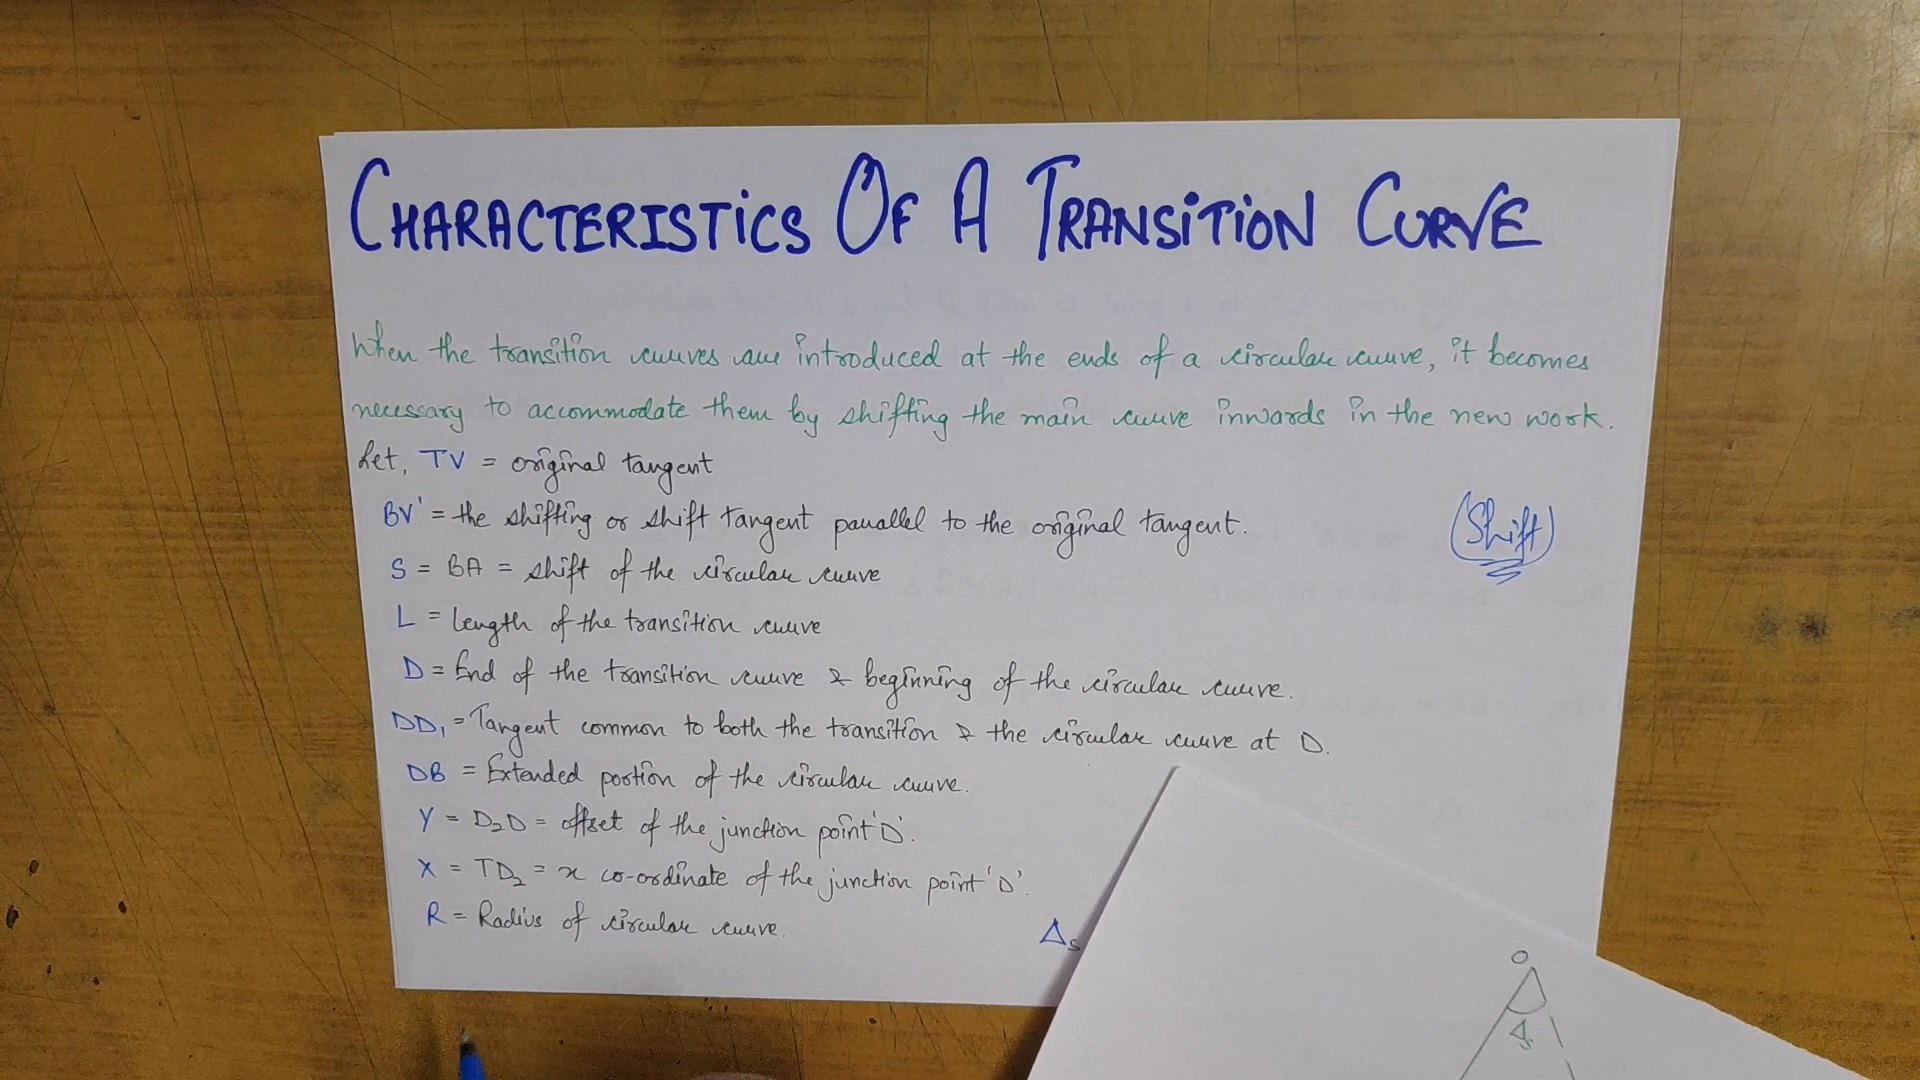 CHARACTERISTICS OF A TRANSITION CURVE
When the transition curves are introduced at the ends of a circular curve, it becomes
necessary to accommodate them by shifting the main curve inwards in the new work.
Let, TV = original tangent
BV' = the shifting or shift tangent parallel to the original tangent.
(Shift)
S = BA = shift of the circular curve
L = length of the transition curve
D = End of the transition curve & beginning of the circular curve.
DD₁ = Tangent common to both the transition & the circular curve at D.
DB = Extended portion of the circular curve.
Y = D₂D = offset of the junction point 'D'.
X = TD₂ = x co-ordinate of the junction point 'D'.
R = Radius of circular curve.
Δs
O
Δs